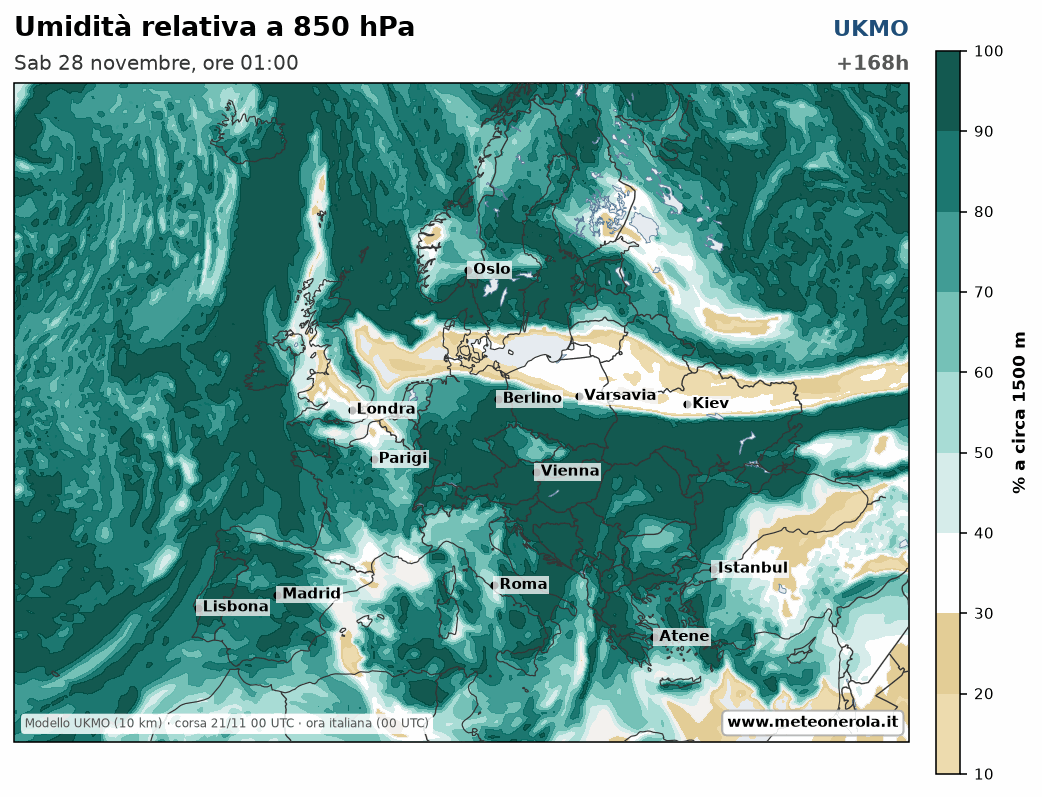 Umidità relativa a 850 hPa
UKMO
Sab 28 novembre, ore 01:00
+168h
100
90
80
70
60
50
40
30
20
10
% a circa 1500 m
Oslo
Berlino
Varsavia
Kiev
Londra
Parigi
Vienna
Istanbul
Roma
Madrid
Lisbona
Atene
Modello UKMO (10 km) · corsa 21/11 00 UTC · ora italiana (00 UTC)
www.meteonerola.it